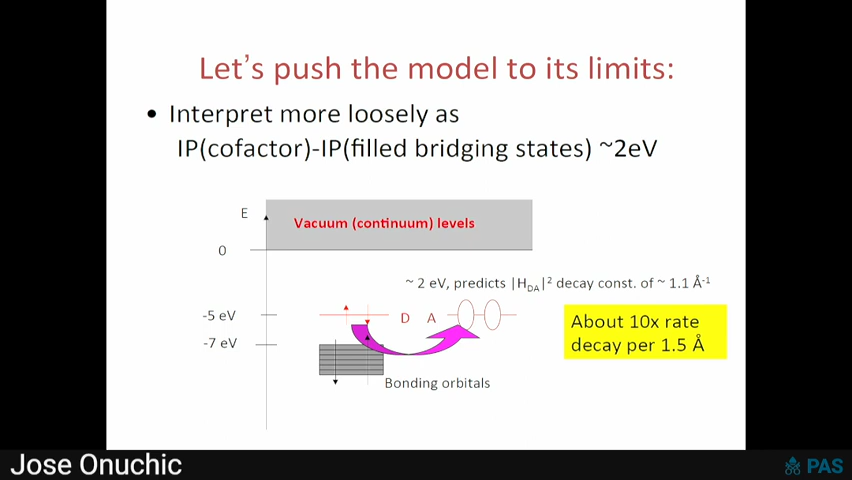 Let's push the model to its limits:
• Interpret more loosely as
IP(cofactor)-IP(filled bridging states) ~2eV
E
Vacuum (continuum) levels
0
~ 2 eV, predicts |HDA|2 decay const. of ~ 1.1 Å-1
-5 eV
D A
About 10x rate
decay per 1.5 Å
-7 eV
Bonding orbitals
Jose Onuchic
PAS